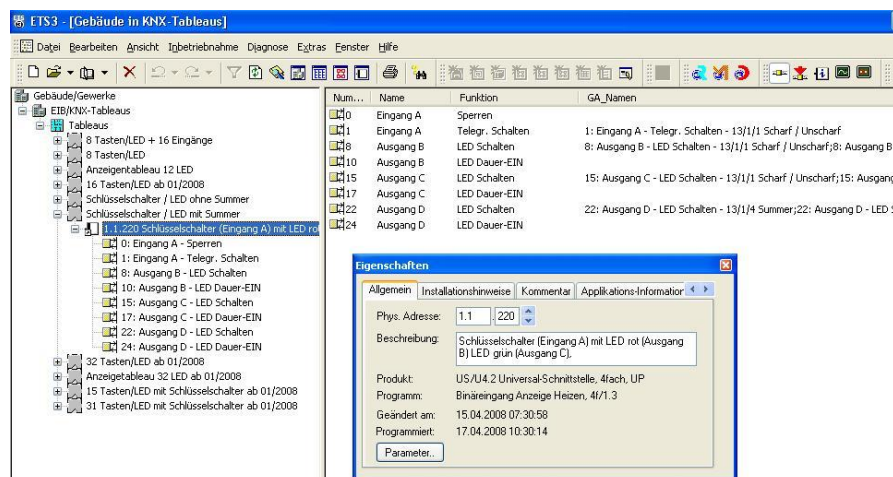 ETS3 - [Gebäude in KNX-Tableaus]
Datei Bearbeiten Ansicht Inbetriebnahme Diagnose Extras Fenster Hilfe
Gebäude/Gewerke
EIB/KNX-Tableaus
Tableaus
8 Tasten/LED + 16 Eingänge
8 Tasten/LED
Anzeigentableau 12 LED
16 Tasten/LED ab 01/2008
Schlüsselschalter / LED ohne Summer
Schlüsselschalter / LED mit Summer
1.1.220 Schlüsselschalter (Eingang A) mit LED rot
0: Eingang A - Sperren
1: Eingang A - Telegr. Schalten
8: Ausgang B - LED Schalten
10: Ausgang B - LED Dauer-EIN
15: Ausgang C - LED Schalten
17: Ausgang C - LED Dauer-EIN
22: Ausgang D - LED Schalten
24: Ausgang D - LED Dauer-EIN
32 Tasten/LED ab 01/2008
Anzeigetableau 32 LED ab 01/2008
15 Tasten/LED mit Schlüsselschalter ab 01/2008
31 Tasten/LED mit Schlüsselschalter ab 01/2008
Num... Name Funktion GA_Namen
0 Eingang A Sperren
1 Eingang A Telegr. Schalten 1: Eingang A - Telegr. Schalten - 13/1/1 Scharf / Unscharf
8 Ausgang B LED Schalten 8: Ausgang B - LED Schalten - 13/1/1 Scharf / Unscharf;8: Ausgang B
10 Ausgang B LED Dauer-EIN
15 Ausgang C LED Schalten 15: Ausgang C - LED Schalten - 13/1/1 Scharf / Unscharf;15: Ausgang
17 Ausgang C LED Dauer-EIN
22 Ausgang D LED Schalten 22: Ausgang D - LED Schalten - 13/1/4 Summer;22: Ausgang D - LED
24 Ausgang D LED Dauer-EIN
Eigenschaften
Allgemein Installationshinweise Kommentar Applikations-Information
Phys. Adresse: 1.1 . 220
Beschreibung: Schlüsselschalter (Eingang A) mit LED rot (Ausgang
B) LED grün (Ausgang C),
Produkt: US/U4.2 Universal-Schnittstelle, 4fach, UP
Programm: Binäreingang Anzeige Heizen, 4f/1.3
Geändert am: 15.04.2008 07:30:58
Programmiert: 17.04.2008 10:30:14
Parameter..